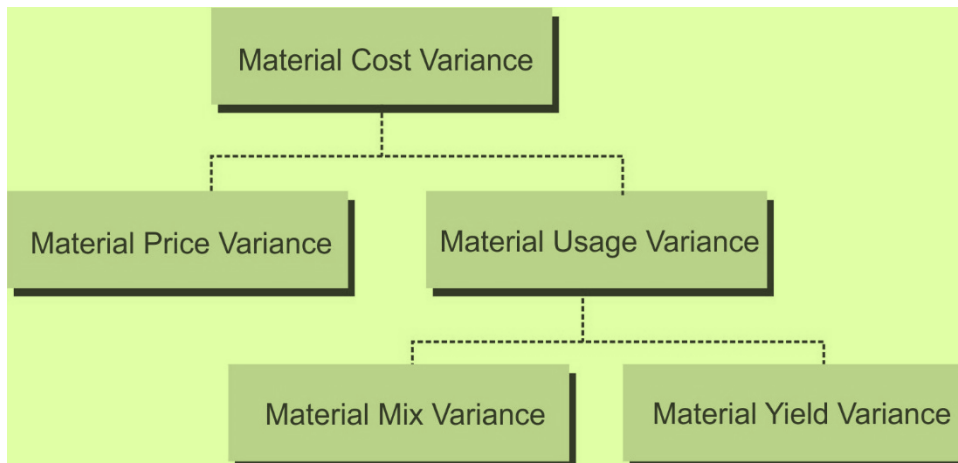 Material Cost Variance
Material Price Variance
Material Usage Variance
Material Mix Variance
Material Yield Variance